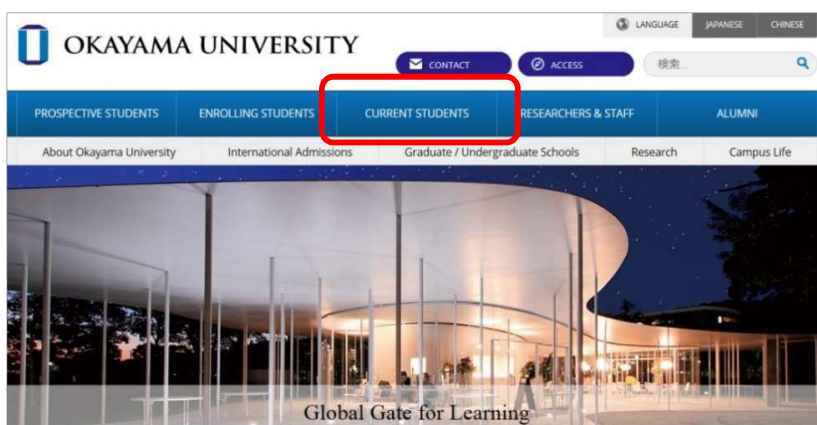 LANGUAGE JAPANESE CHINESE
OKAYAMA UNIVERSITY
CONTACT ACCESS 検索...
PROSPECTIVE STUDENTS ENROLLING STUDENTS CURRENT STUDENTS RESEARCHERS & STAFF ALUMNI
About Okayama University International Admissions Graduate / Undergraduate Schools Research Campus Life
Global Gate for Learning